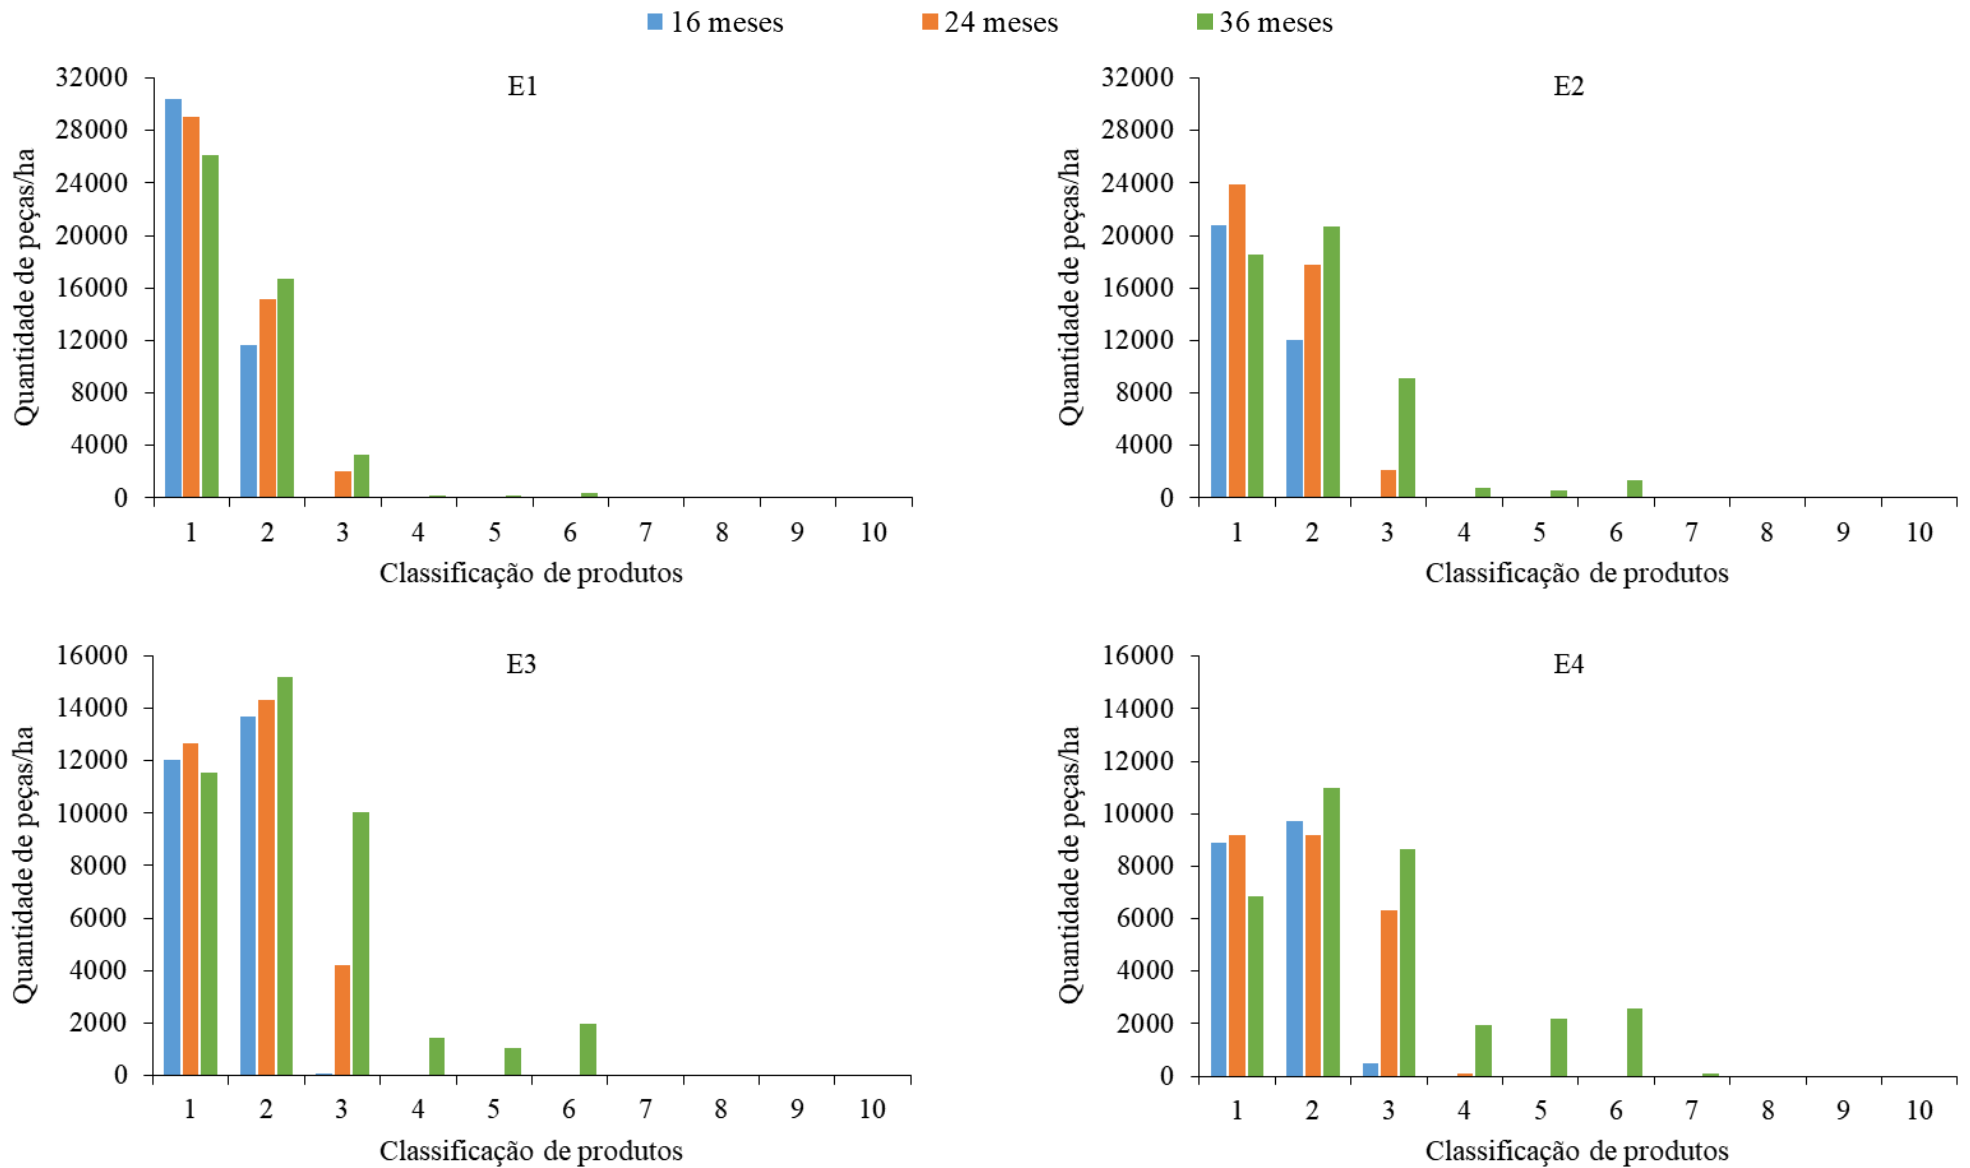 16 meses 24 meses 36 meses
E1
Quantidade de peças/ha
32000
28000
24000
20000
16000
12000
8000
4000
0
1 2 3 4 5 6 7 8 9 10
Classificação de produtos
E2
Quantidade de peças/ha
32000
28000
24000
20000
16000
12000
8000
4000
0
1 2 3 4 5 6 7 8 9 10
Classificação de produtos
E3
Quantidade de peças/ha
16000
14000
12000
10000
8000
6000
4000
2000
0
1 2 3 4 5 6 7 8 9 10
Classificação de produtos
E4
Quantidade de peças/ha
16000
14000
12000
10000
8000
6000
4000
2000
0
1 2 3 4 5 6 7 8 9 10
Classificação de produtos